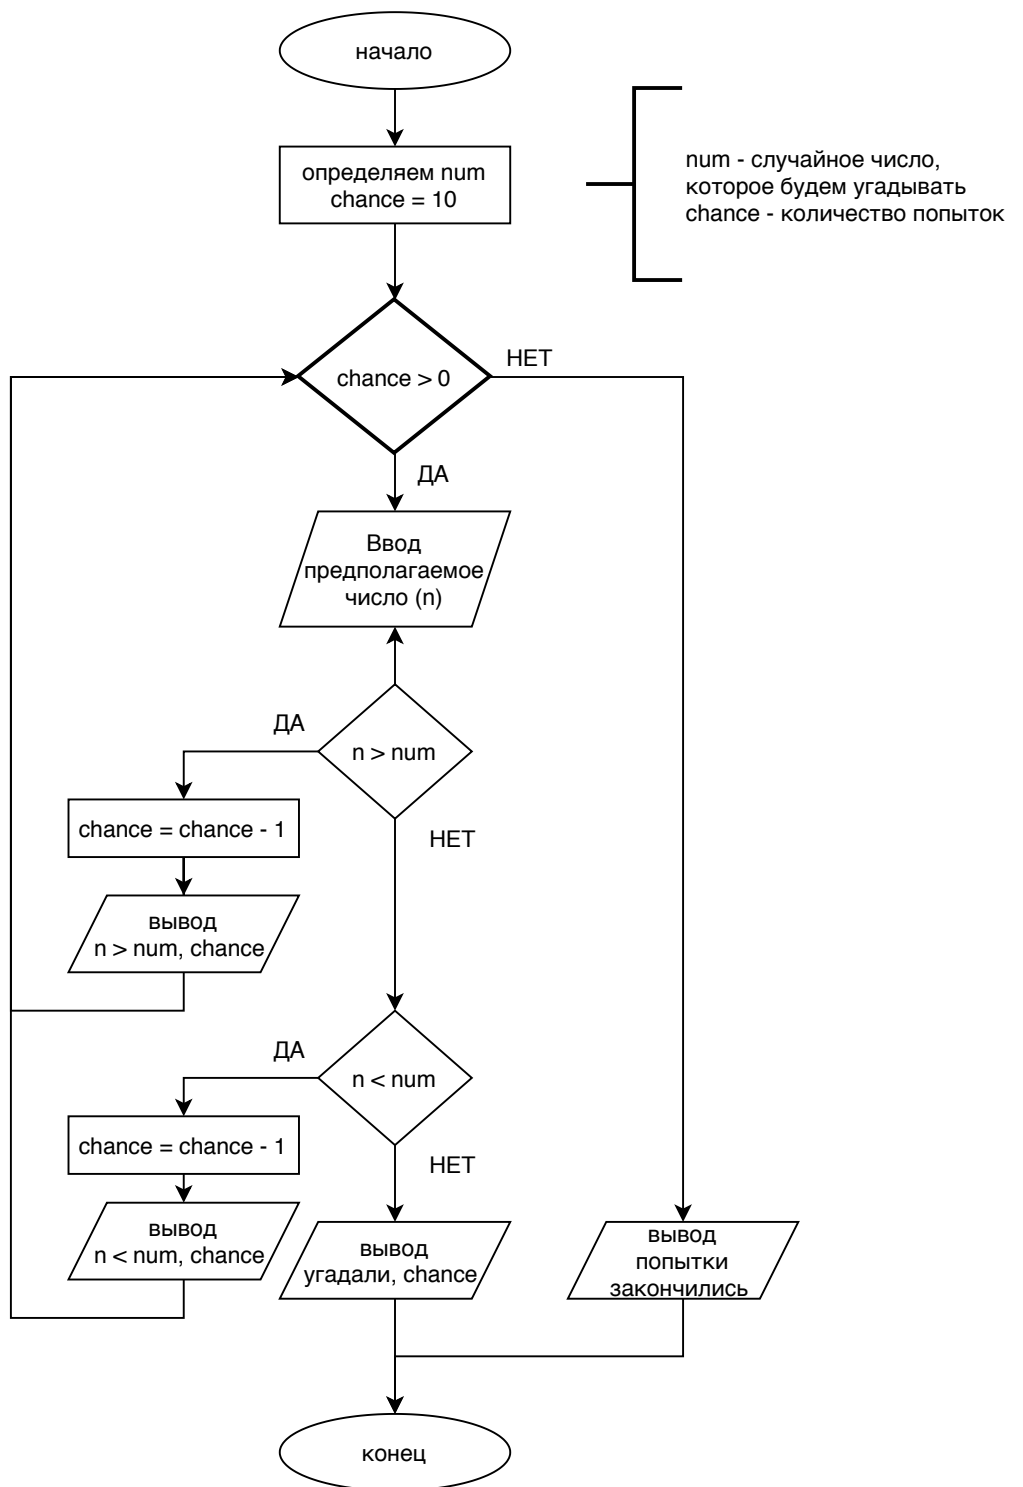 начало
определяем num
chance = 10
num - случайное число,
которое будем угадывать
chance - количество попыток
chance > 0
НЕТ
ДА
Ввод
предполагаемое
число (n)
ДА
n > num
НЕТ
chance = chance - 1
вывод
n > num, chance
ДА
n < num
НЕТ
chance = chance - 1
вывод
n < num, chance
вывод
угадали, chance
вывод
попытки
закончились
конец